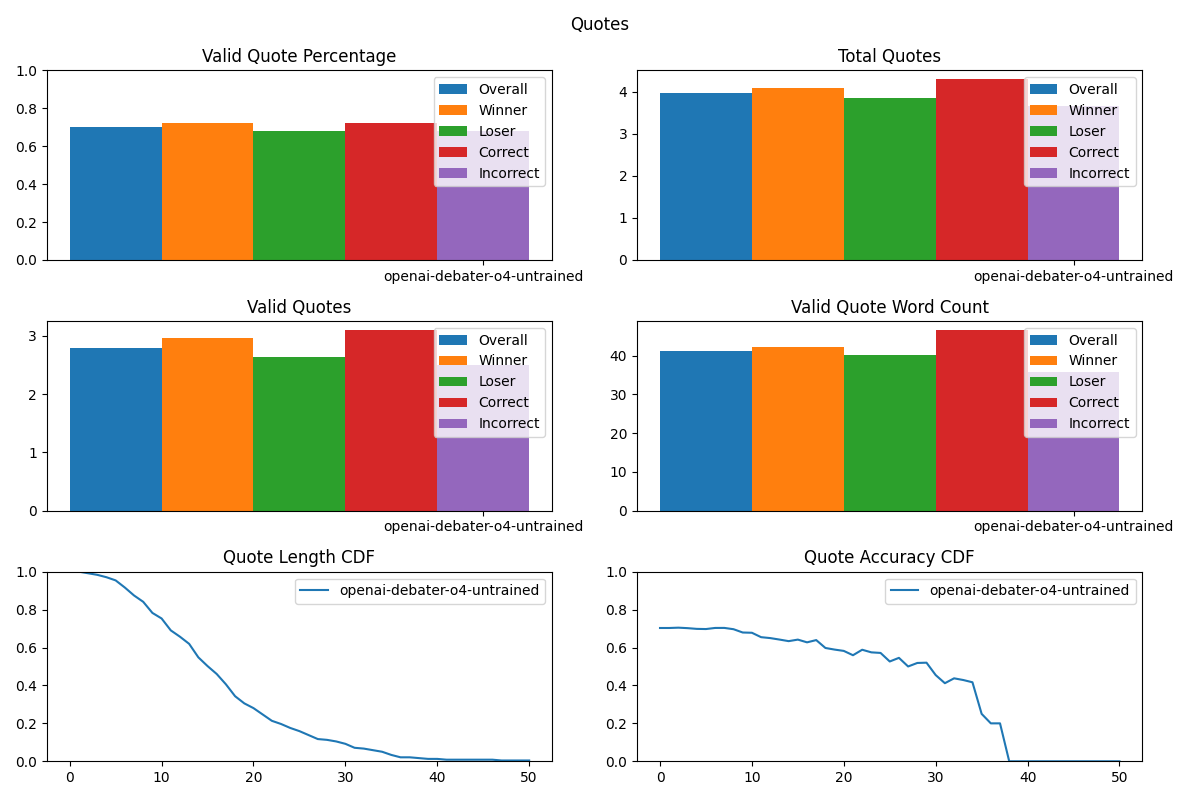 Quotes
Valid Quote Percentage
1.0
0.8
0.6
0.4
0.2
0.0
Overall
Winner
Loser
Correct
Incorrect
openai-debater-o4-untrained
Total Quotes
4
3
2
1
0
Overall
Winner
Loser
Correct
Incorrect
openai-debater-o4-untrained
Valid Quotes
3
2
1
0
Overall
Winner
Loser
Correct
Incorrect
openai-debater-o4-untrained
Valid Quote Word Count
40
30
20
10
0
Overall
Winner
Loser
Correct
Incorrect
openai-debater-o4-untrained
Quote Length CDF
1.0
0.8
0.6
0.4
0.2
0.0
openai-debater-o4-untrained
0 10 20 30 40 50
Quote Accuracy CDF
1.0
0.8
0.6
0.4
0.2
0.0
openai-debater-o4-untrained
0 10 20 30 40 50